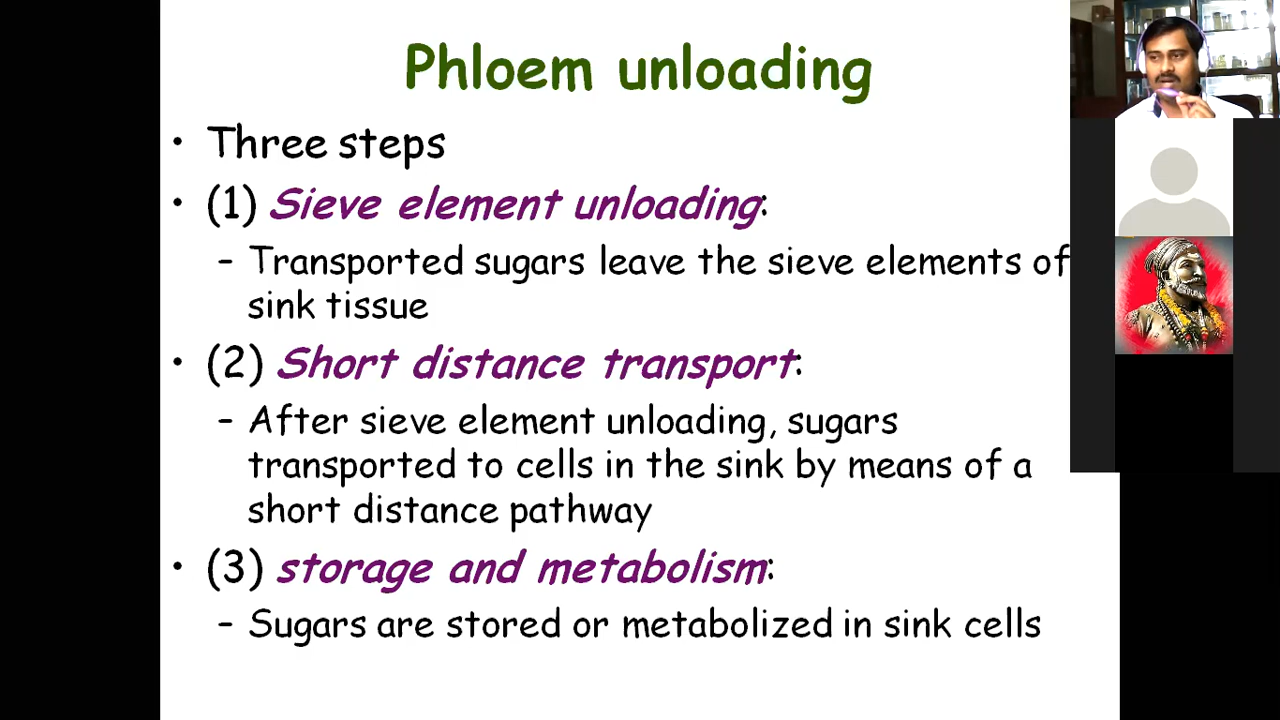 Phloem unloading
• Three steps
• (1) Sieve element unloading:
– Transported sugars leave the sieve elements of
sink tissue
• (2) Short distance transport:
– After sieve element unloading, sugars
transported to cells in the sink by means of a
short distance pathway
• (3) storage and metabolism:
– Sugars are stored or metabolized in sink cells